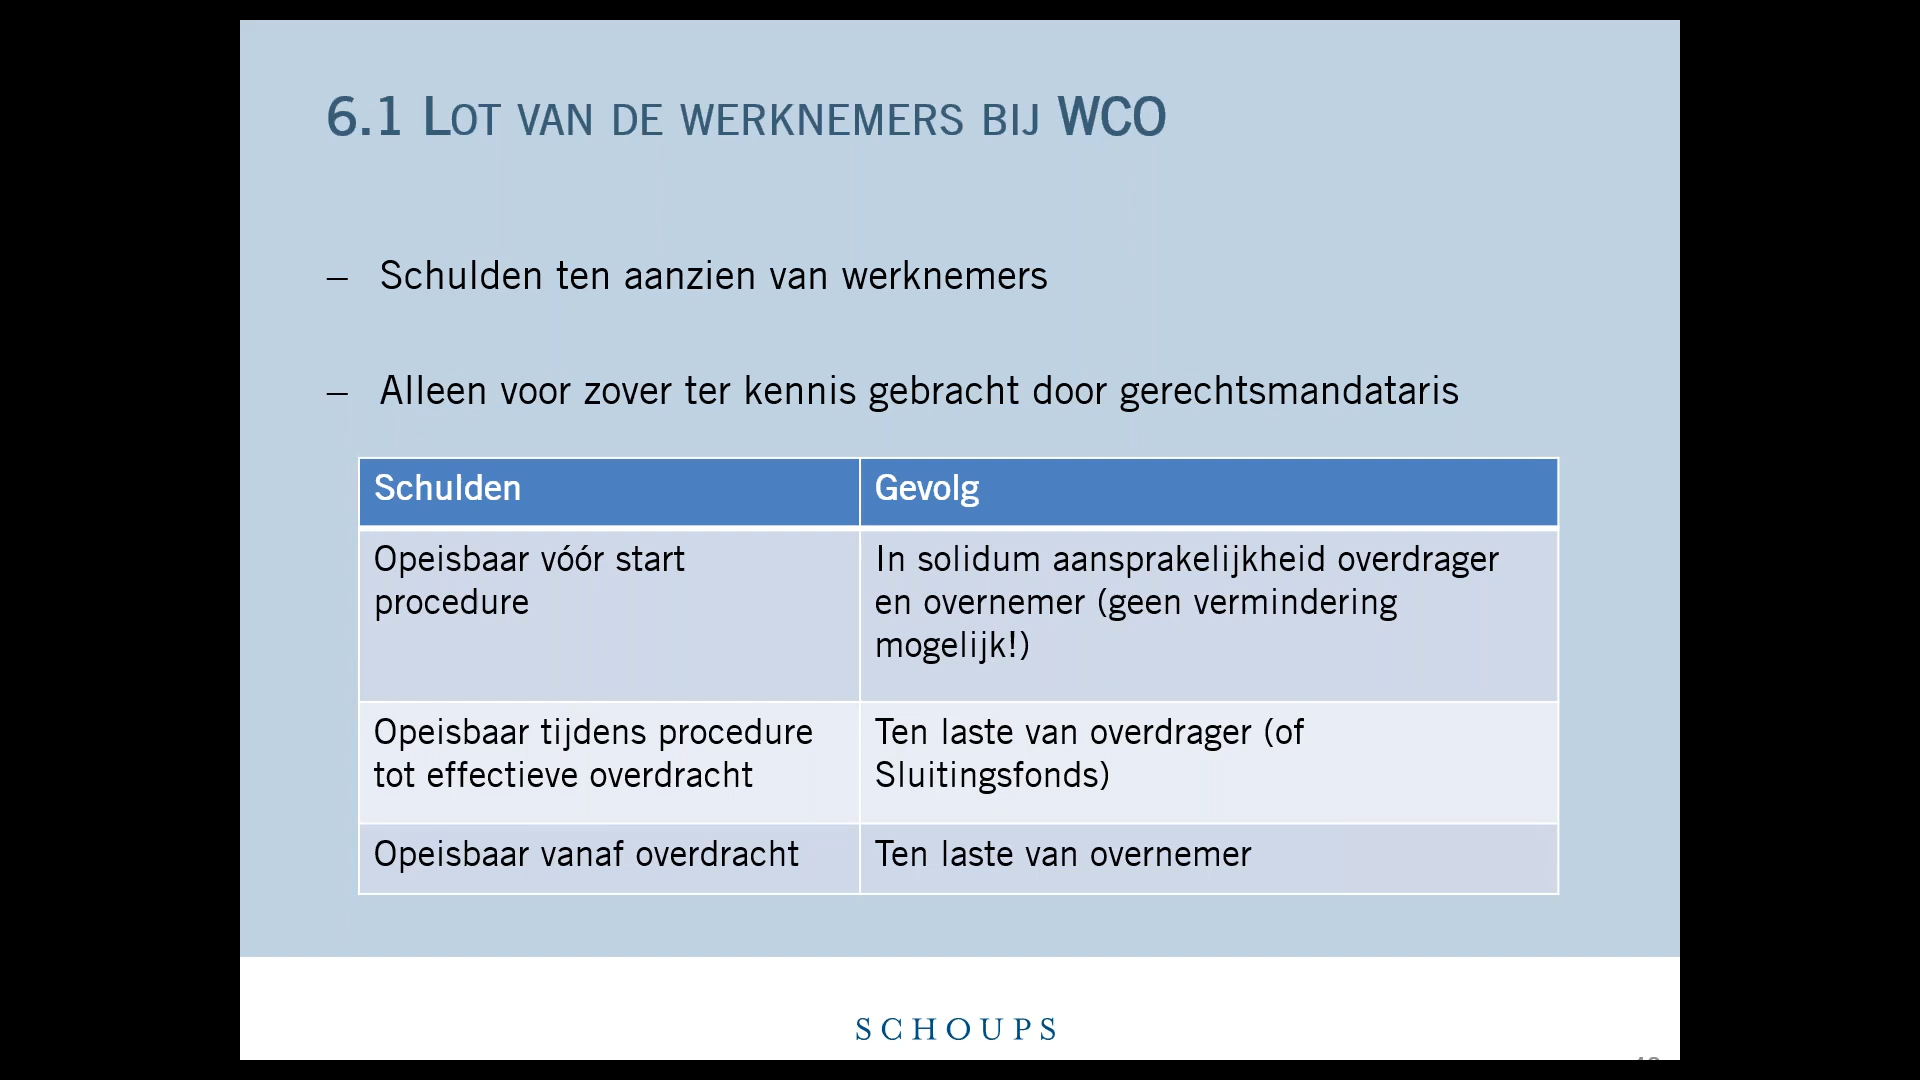 6.1 LOT VAN DE WERKNEMERS BIJ WCO
– Schulden ten aanzien van werknemers
– Alleen voor zover ter kennis gebracht door gerechtsmandataris
Schulden
Gevolg
Opeisbaar vóór start
procedure
In solidum aansprakelijkheid overdrager
en overnemer (geen vermindering
mogelijk!)
Opeisbaar tijdens procedure
tot effectieve overdracht
Ten laste van overdrager (of
Sluitingsfonds)
Opeisbaar vanaf overdracht
Ten laste van overnemer
SCHOUPS